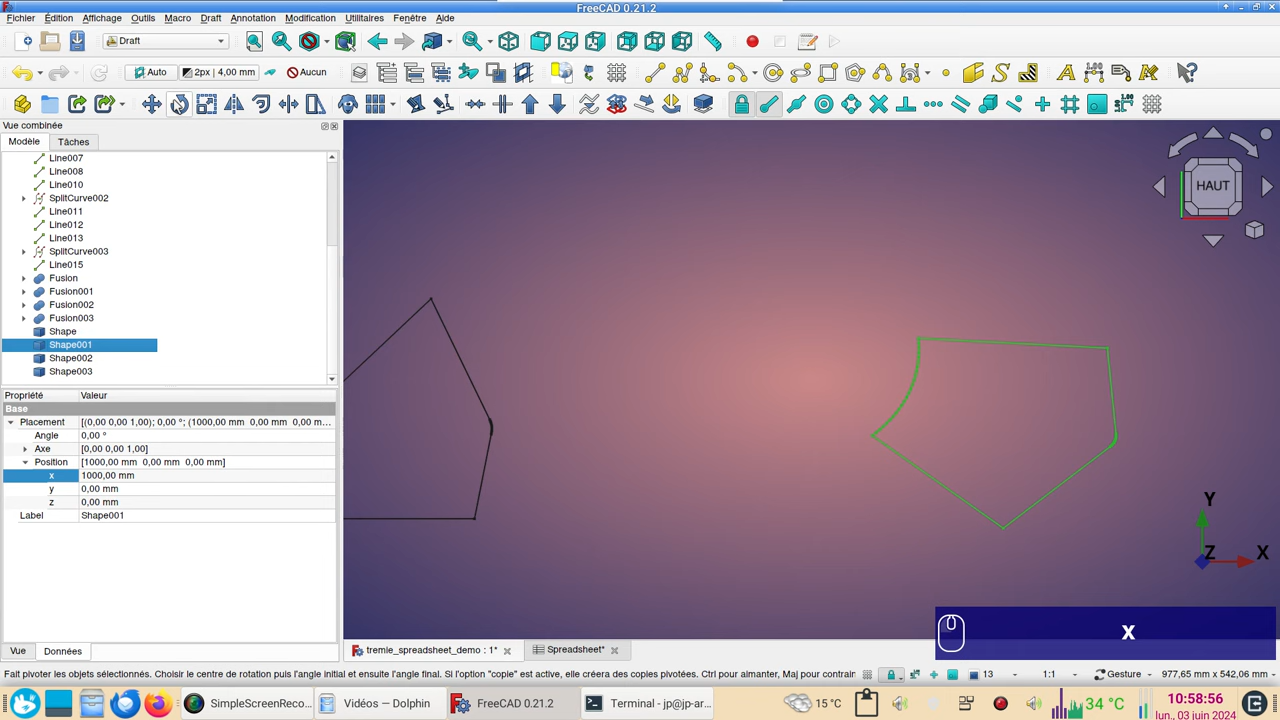 FreeCAD 0.21.2
Fichier Édition Affichage Outils Macro Draft Annotation Modification Utilitaires Fenêtre Aide
Draft
Auto 2px | 4,00 mm Aucun
Vue combinée
Modèle Tâches
Line007
Line008
Line010
SplitCurve002
Line011
Line012
Line013
SplitCurve003
Line015
Fusion
Fusion001
Fusion002
Fusion003
Shape
Shape001
Shape002
Shape003
Propriété Valeur
Base
Placement [(0,00 0,00 1,00); 0,00 °; (1000,00 mm 0,00 mm 0,00 m...
Angle 0,00 °
Axe [0,00 0,00 1,00]
Position [1000,00 mm 0,00 mm 0,00 mm]
x 1000,00 mm
y 0,00 mm
z 0,00 mm
Label Shape001
HAUT
Y
Z X
x
Vue Données
tremie_spreadsheet_demo : 1* Spreadsheet*
Fait pivoter les objets sélectionnés. Choisir le centre de rotation puis l'angle initial et ensuite l'angle final. Si l'option "copie" est active, elle créera des copies pivotées. Ctrl pour aimanter, Maj pour contrain 13 1:1 Gesture 977,65 mm x 542,06 mm
SimpleScreenReco... Vidéos — Dolphin FreeCAD 0.21.2 Terminal - jp@jp-ar... 15 °C 34 °C 10:58:56
lun., 03 juin 2024